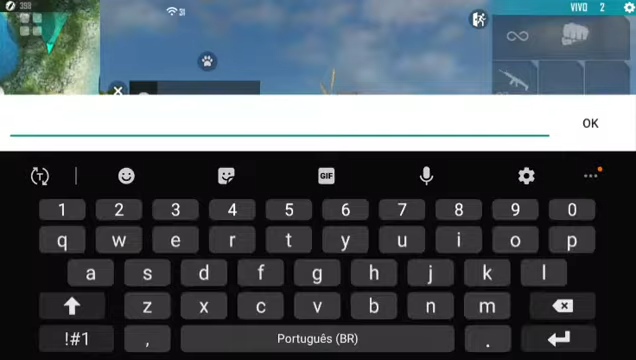 VIVO 2
OK
GIF
1 2 3 4 5 6 7 8 9 0
q w e r t y u i o p
a s d f g h j k l
z x c v b n m
!#1 , Português (BR) .